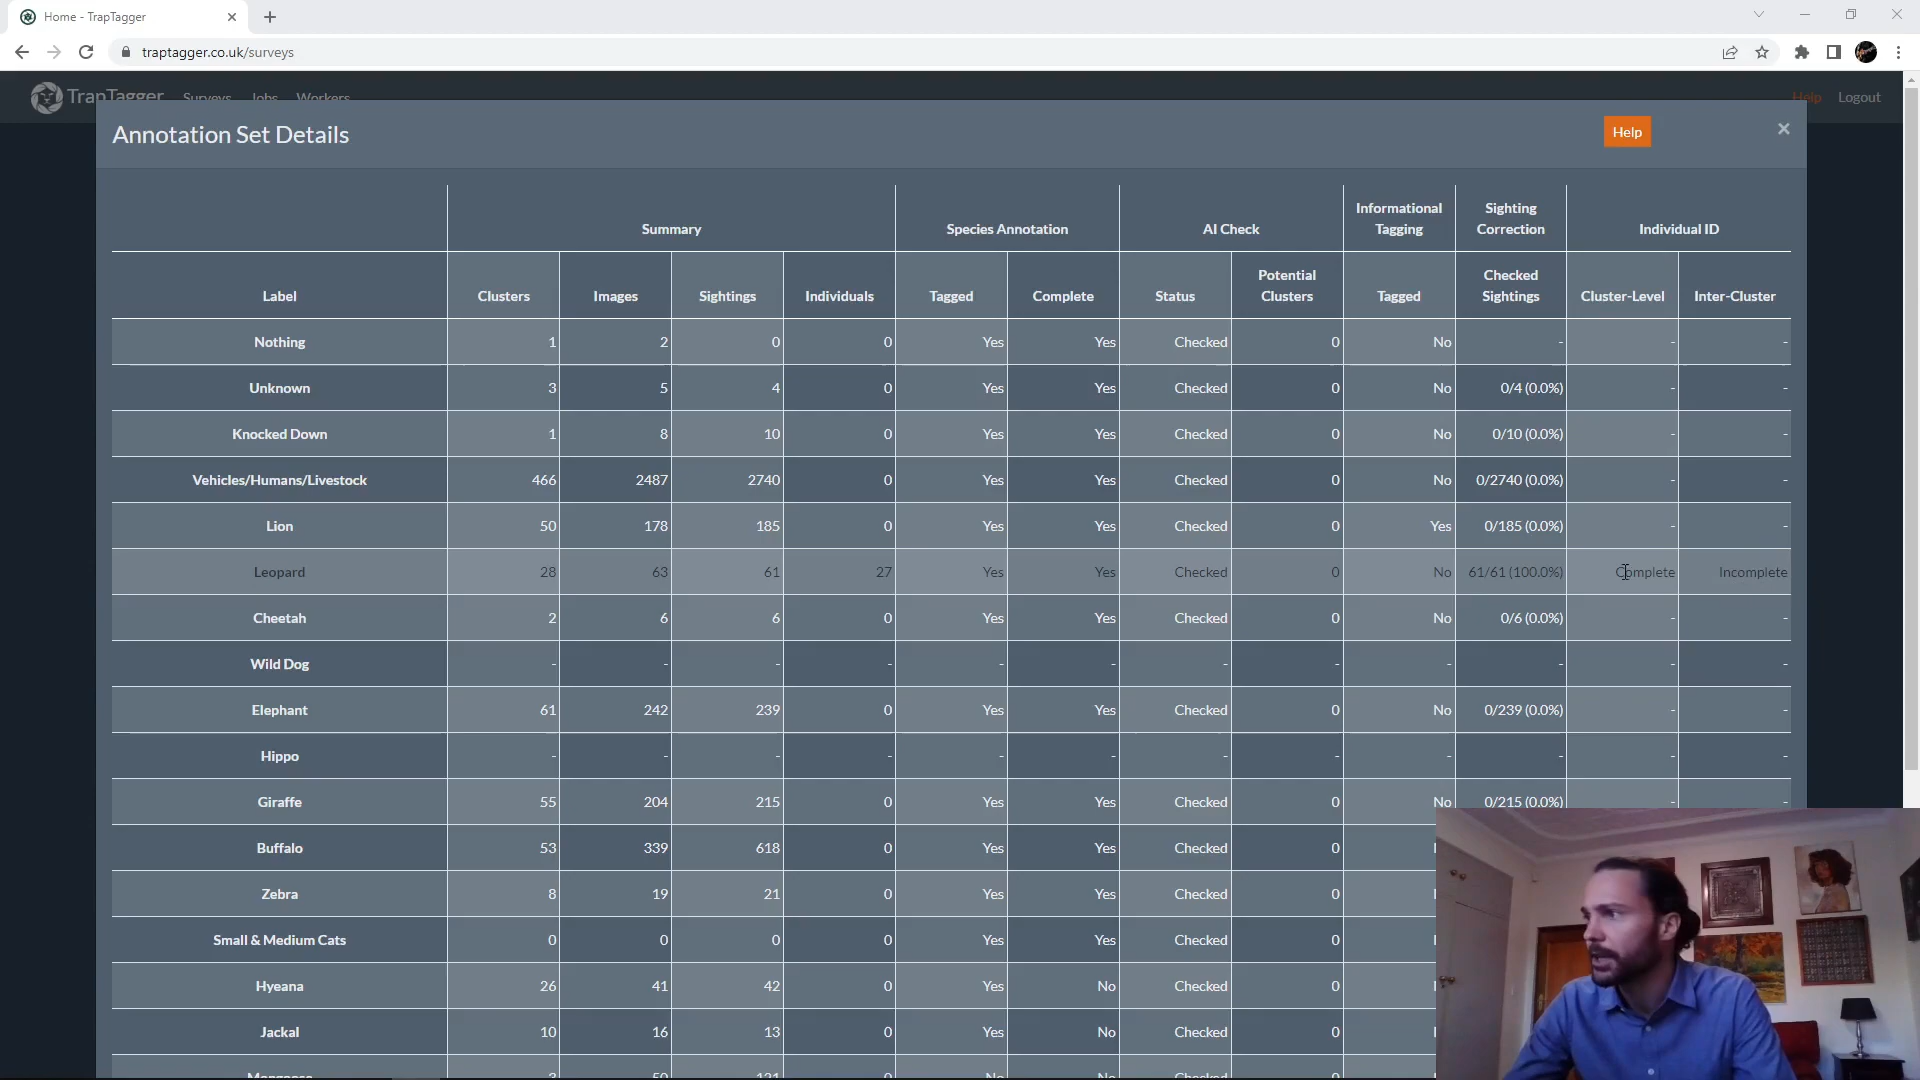 Home - TrapTagger
traptagger.co.uk/surveys
TrapTagger Surveys Jobs Workers Help Logout
Annotation Set Details Help
Summary Species Annotation AI Check Informational Tagging Sighting Correction Individual ID
Label Clusters Images Sightings Individuals Tagged Complete Status Potential Clusters Tagged Checked Sightings Cluster-Level Inter-Cluster
Nothing 1 2 0 0 Yes Yes Checked 0 No - - -
Unknown 3 5 4 0 Yes Yes Checked 0 No 0/4 (0.0%) - -
Knocked Down 1 8 10 0 Yes Yes Checked 0 No 0/10 (0.0%) - -
Vehicles/Humans/Livestock 466 2487 2740 0 Yes Yes Checked 0 No 0/2740 (0.0%) - -
Lion 50 178 185 0 Yes Yes Checked 0 Yes 0/185 (0.0%) - -
Leopard 28 63 61 27 Yes Yes Checked 0 No 61/61 (100.0%) Complete Incomplete
Cheetah 2 6 6 0 Yes Yes Checked 0 No 0/6 (0.0%) - -
Wild Dog - - - - - - - - - - - -
Elephant 61 242 239 0 Yes Yes Checked 0 No 0/239 (0.0%) - -
Hippo - - - - - - - - - - - -
Giraffe 55 204 215 0 Yes Yes Checked 0 No 0/215 (0.0%) - -
Buffalo 53 339 618 0 Yes Yes Checked 0
Zebra 8 19 21 0 Yes Yes Checked 0
Small & Medium Cats 0 0 0 0 Yes Yes Checked 0
Hyeana 26 41 42 0 Yes No Checked 0
Jackal 10 16 13 0 Yes No Checked 0